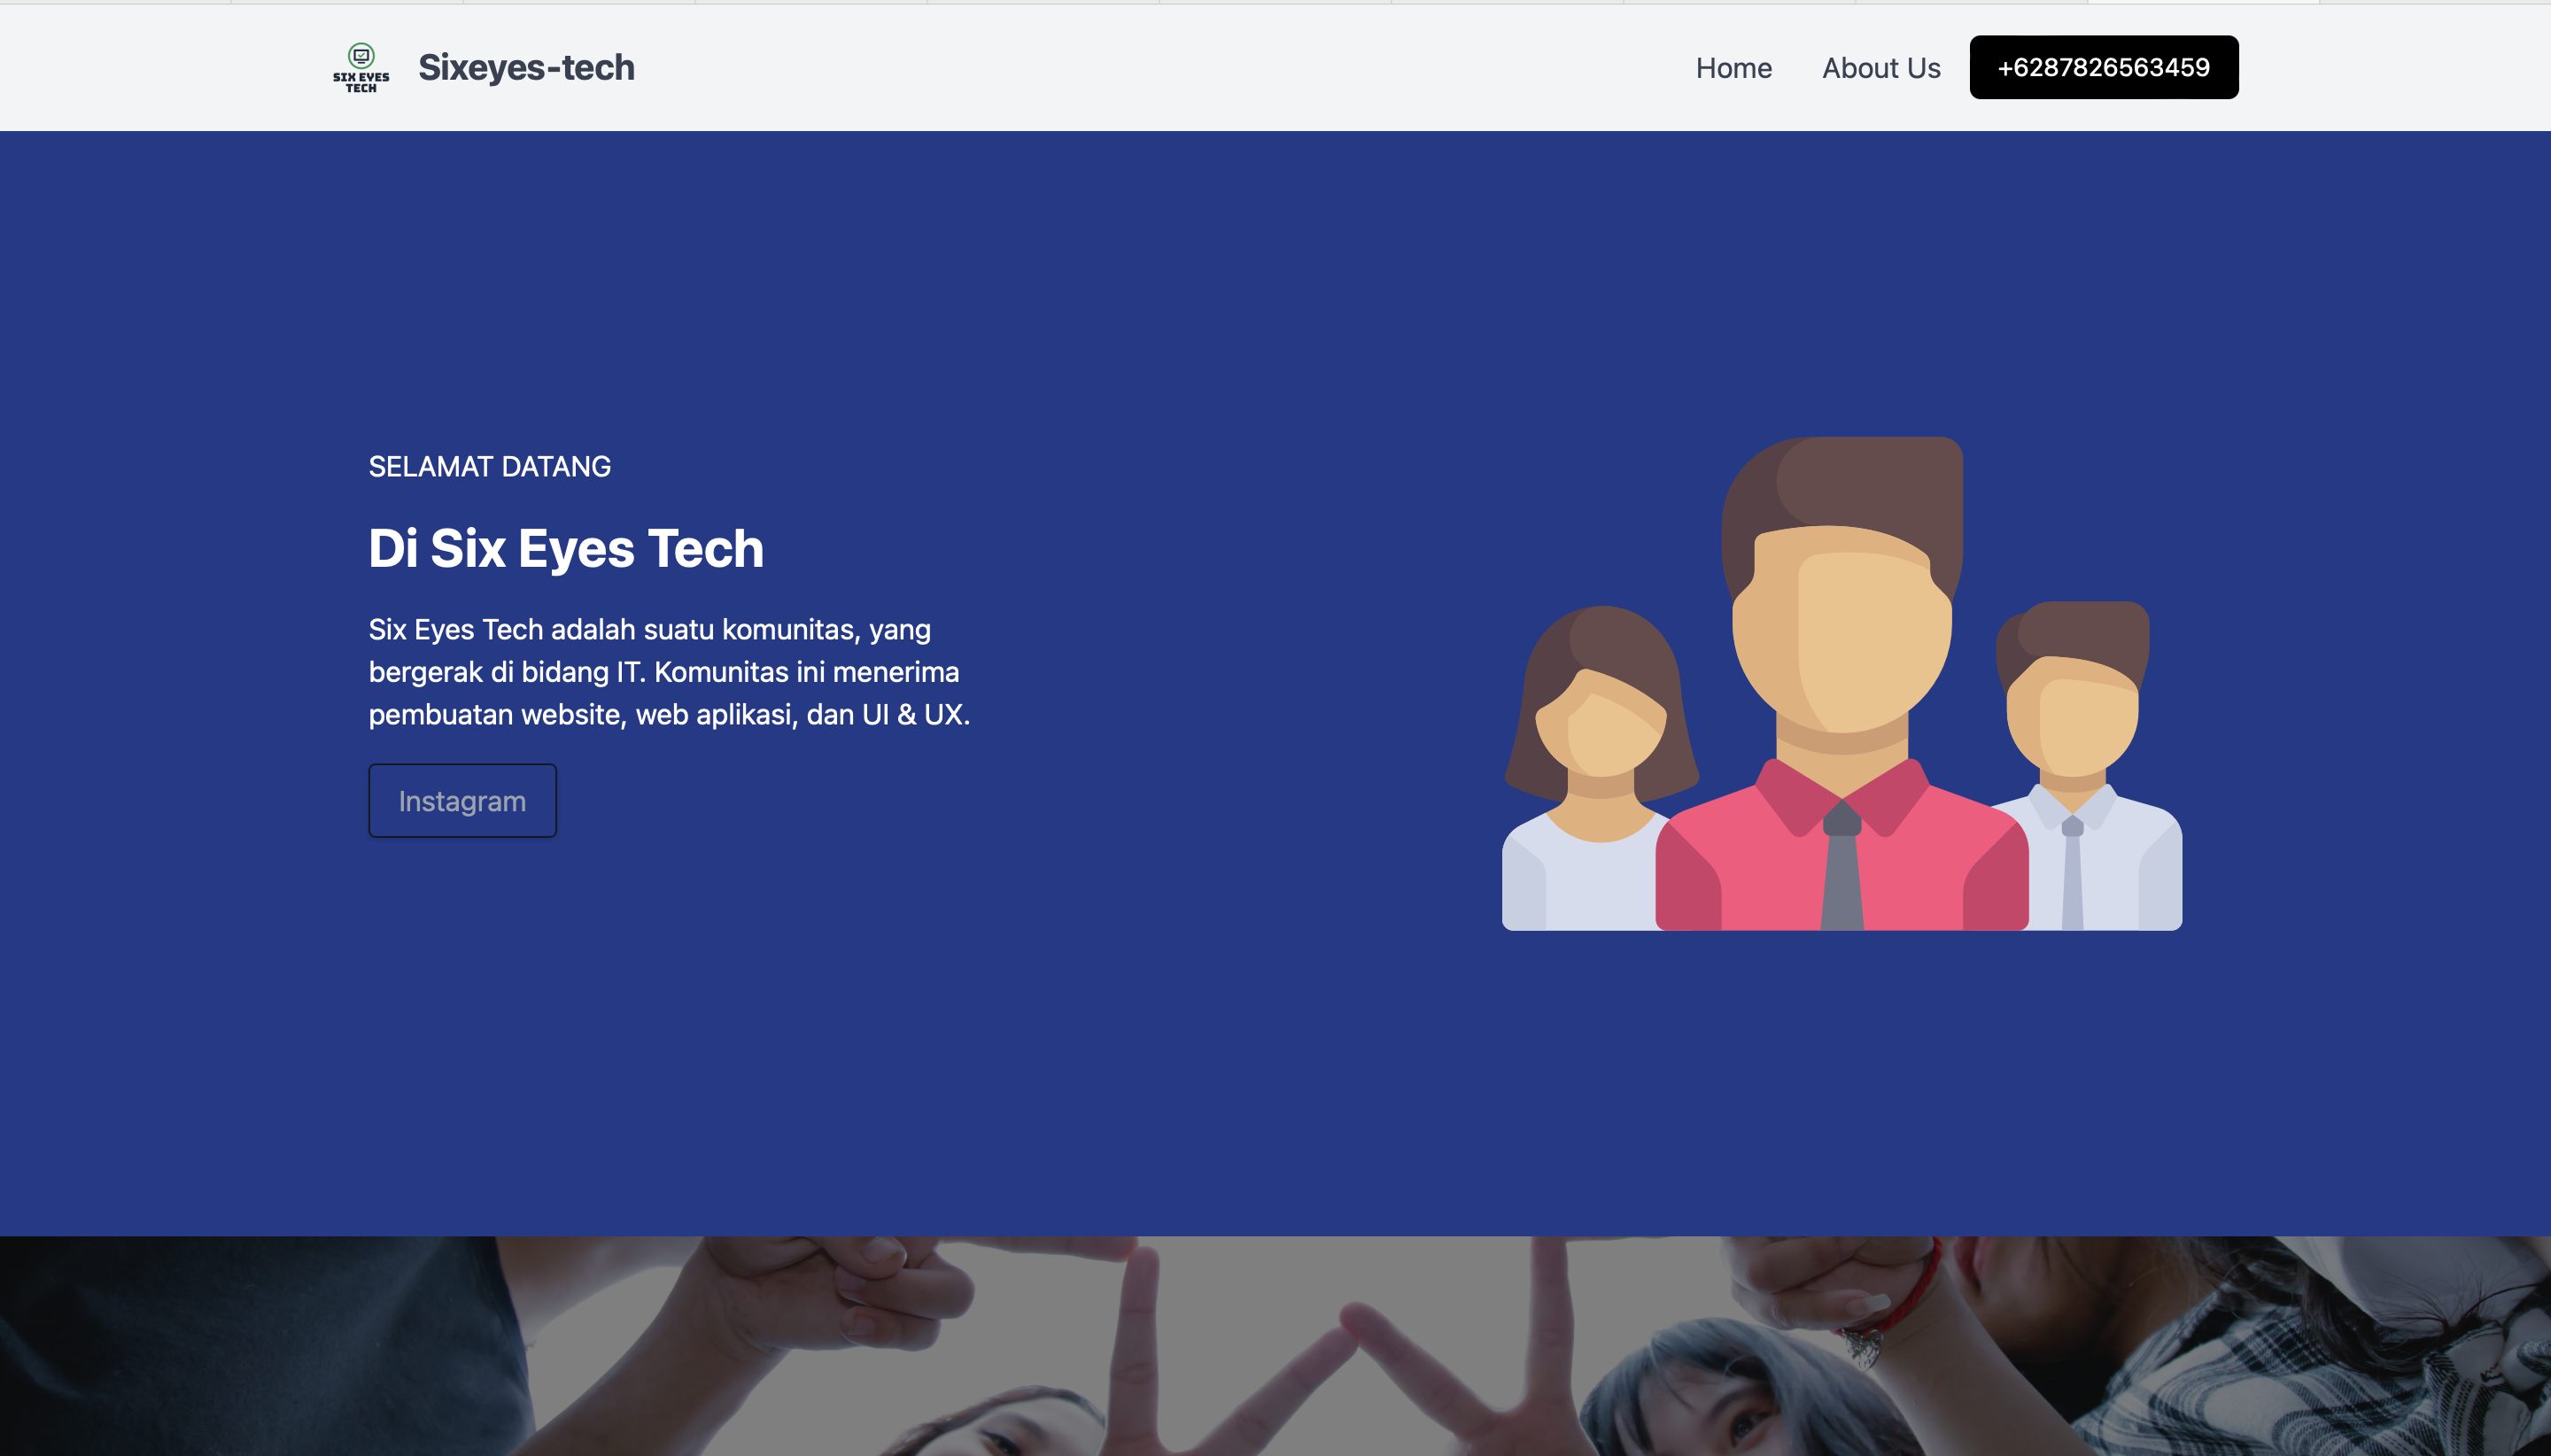 SIX EYES
TECH
Sixeyes-tech
Home
About Us
+6287826563459
SELAMAT DATANG
Di Six Eyes Tech
Six Eyes Tech adalah suatu komunitas, yang
bergerak di bidang IT. Komunitas ini menerima
pembuatan website, web aplikasi, dan UI & UX.
Instagram